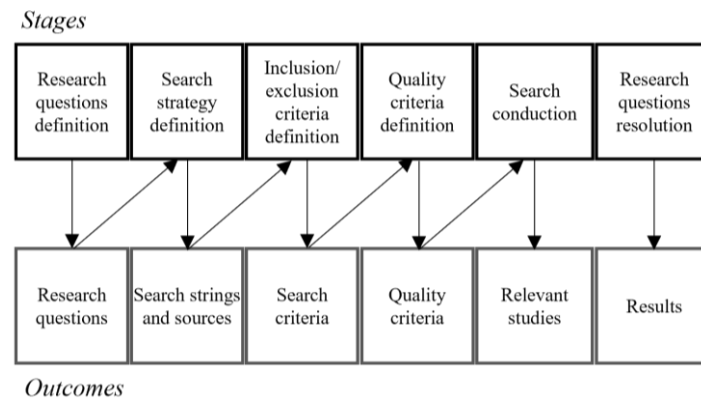 Stages
Research
questions
definition
Search
strategy
definition
Inclusion/
exclusion
criteria
definition
Quality
criteria
definition
Search
conduction
Research
questions
resolution
Research
questions
Search strings
and sources
Search
criteria
Quality
criteria
Relevant
studies
Results
Outcomes